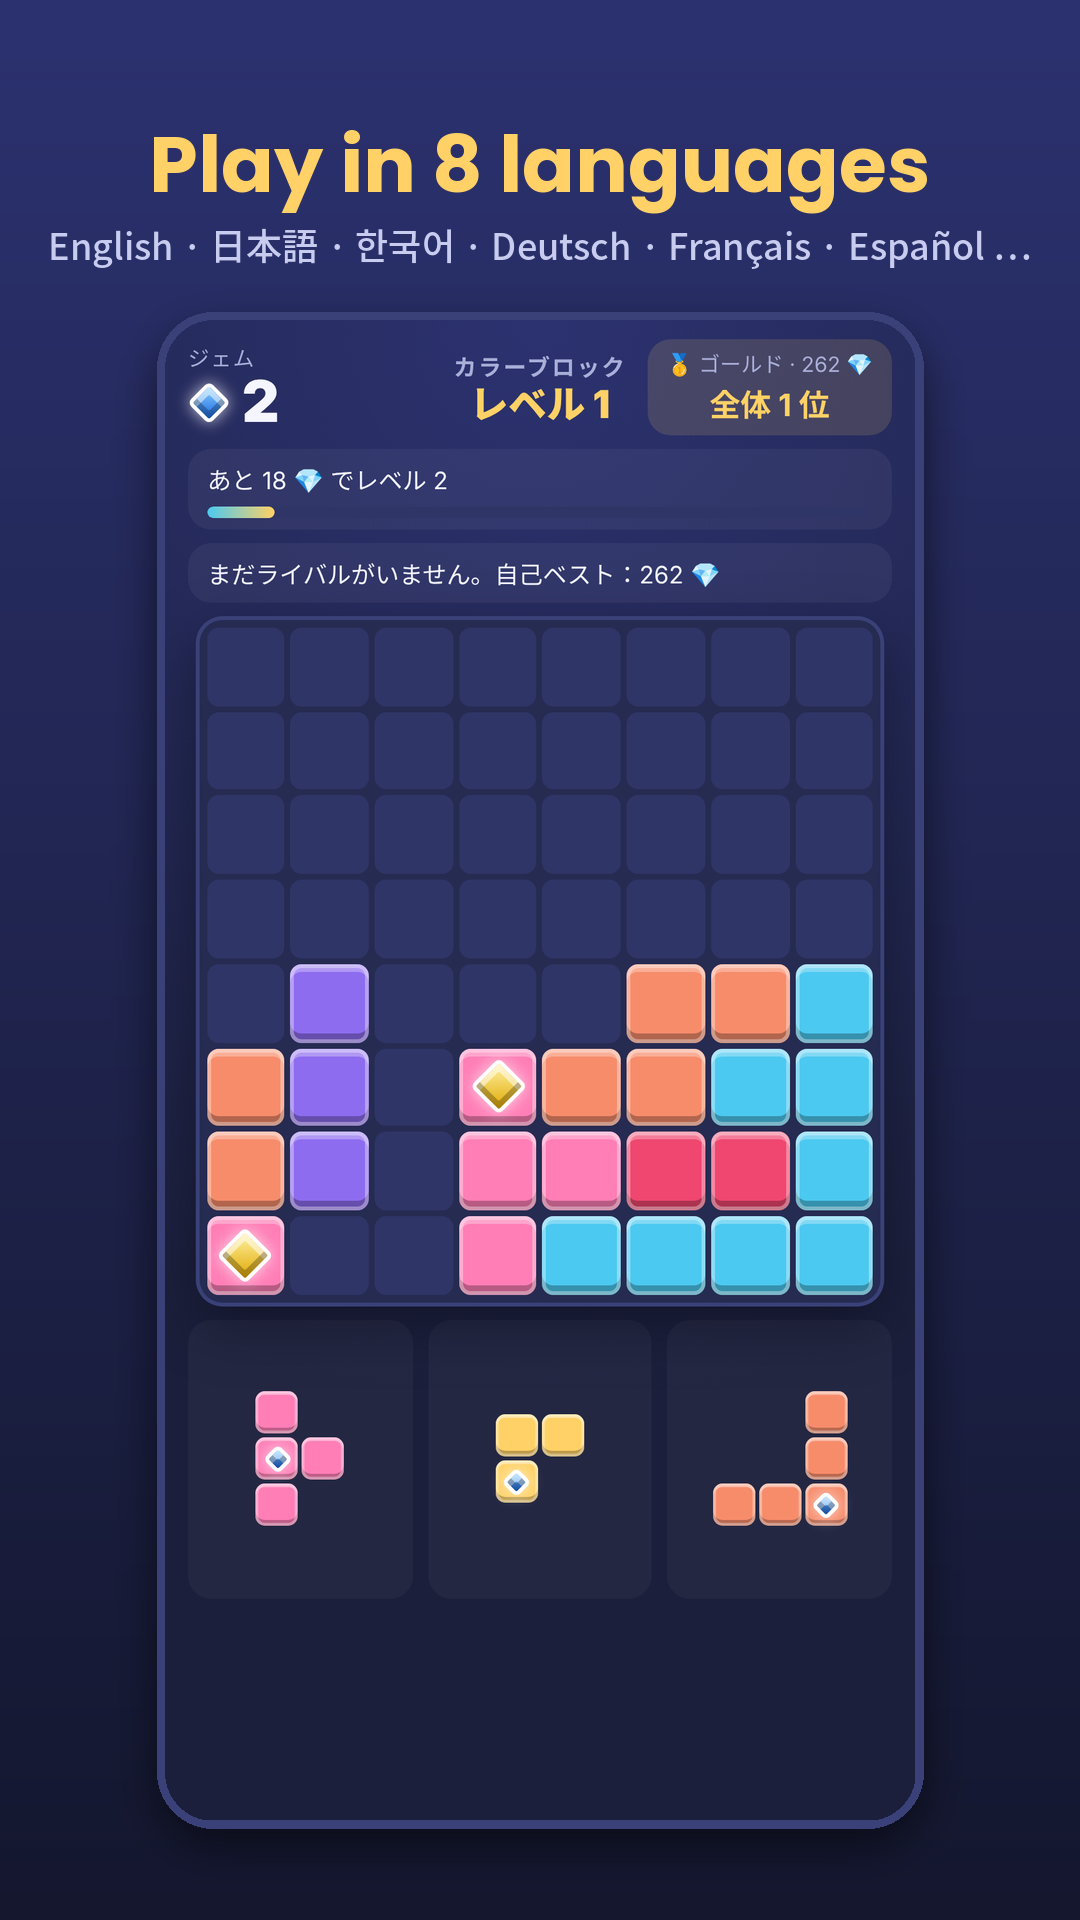 Play in 8 languages
English · 日本語 · 한국어 · Deutsch · Français · Español ...
ジェム
2
カラーブロック
レベル 1
🥇 ゴールド · 262 💎
全体 1 位
あと 18 💎 でレベル 2
まだライバルがいません。自己ベスト：262 💎